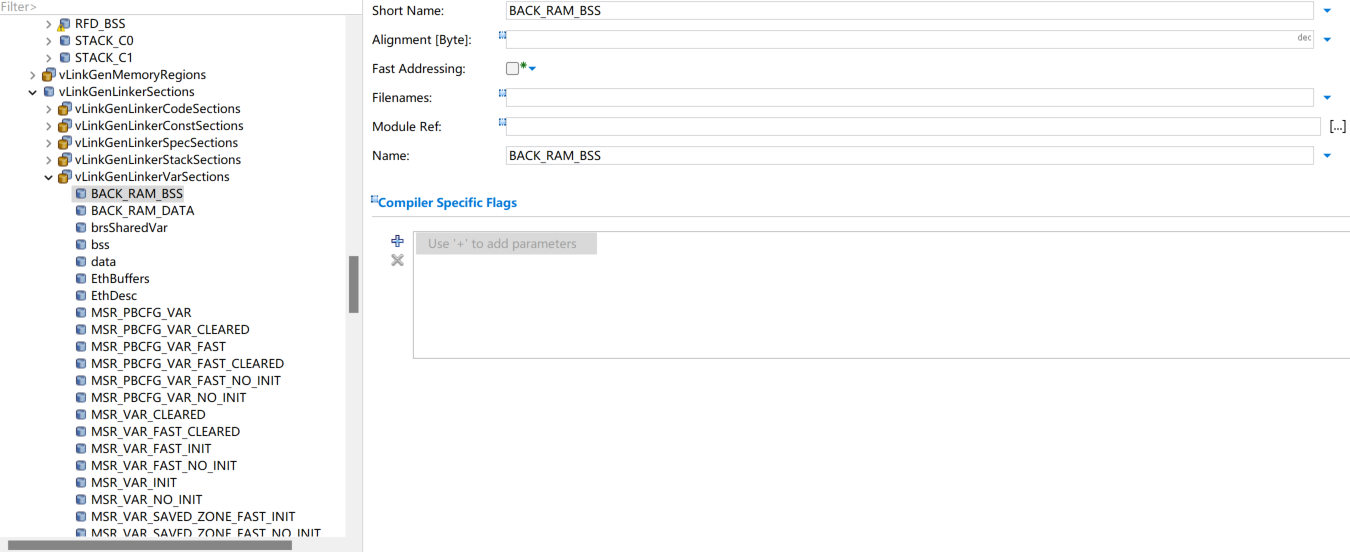 Filter>
RFD_BSS
STACK_C0
STACK_C1
vLinkGenMemoryRegions
vLinkGenLinkerSections
vLinkGenLinkerCodeSections
vLinkGenLinkerConstSections
vLinkGenLinkerSpecSections
vLinkGenLinkerStackSections
vLinkGenLinkerVarSections
BACK_RAM_BSS
BACK_RAM_DATA
brsSharedVar
bss
data
EthBuffers
EthDesc
MSR_PBCFG_VAR
MSR_PBCFG_VAR_CLEARED
MSR_PBCFG_VAR_FAST
MSR_PBCFG_VAR_FAST_CLEARED
MSR_PBCFG_VAR_FAST_NO_INIT
MSR_PBCFG_VAR_NO_INIT
MSR_VAR_CLEARED
MSR_VAR_FAST_CLEARED
MSR_VAR_FAST_INIT
MSR_VAR_FAST_NO_INIT
MSR_VAR_INIT
MSR_VAR_NO_INIT
MSR_VAR_SAVED_ZONE_FAST_INIT
MSR_VAR_SAVED_ZONE_FAST_NO_INIT
Short Name: BACK_RAM_BSS
Alignment [Byte]: dec
Fast Addressing: *
Filenames:
Module Ref: [...]
Name: BACK_RAM_BSS
Compiler Specific Flags
Use '+' to add parameters